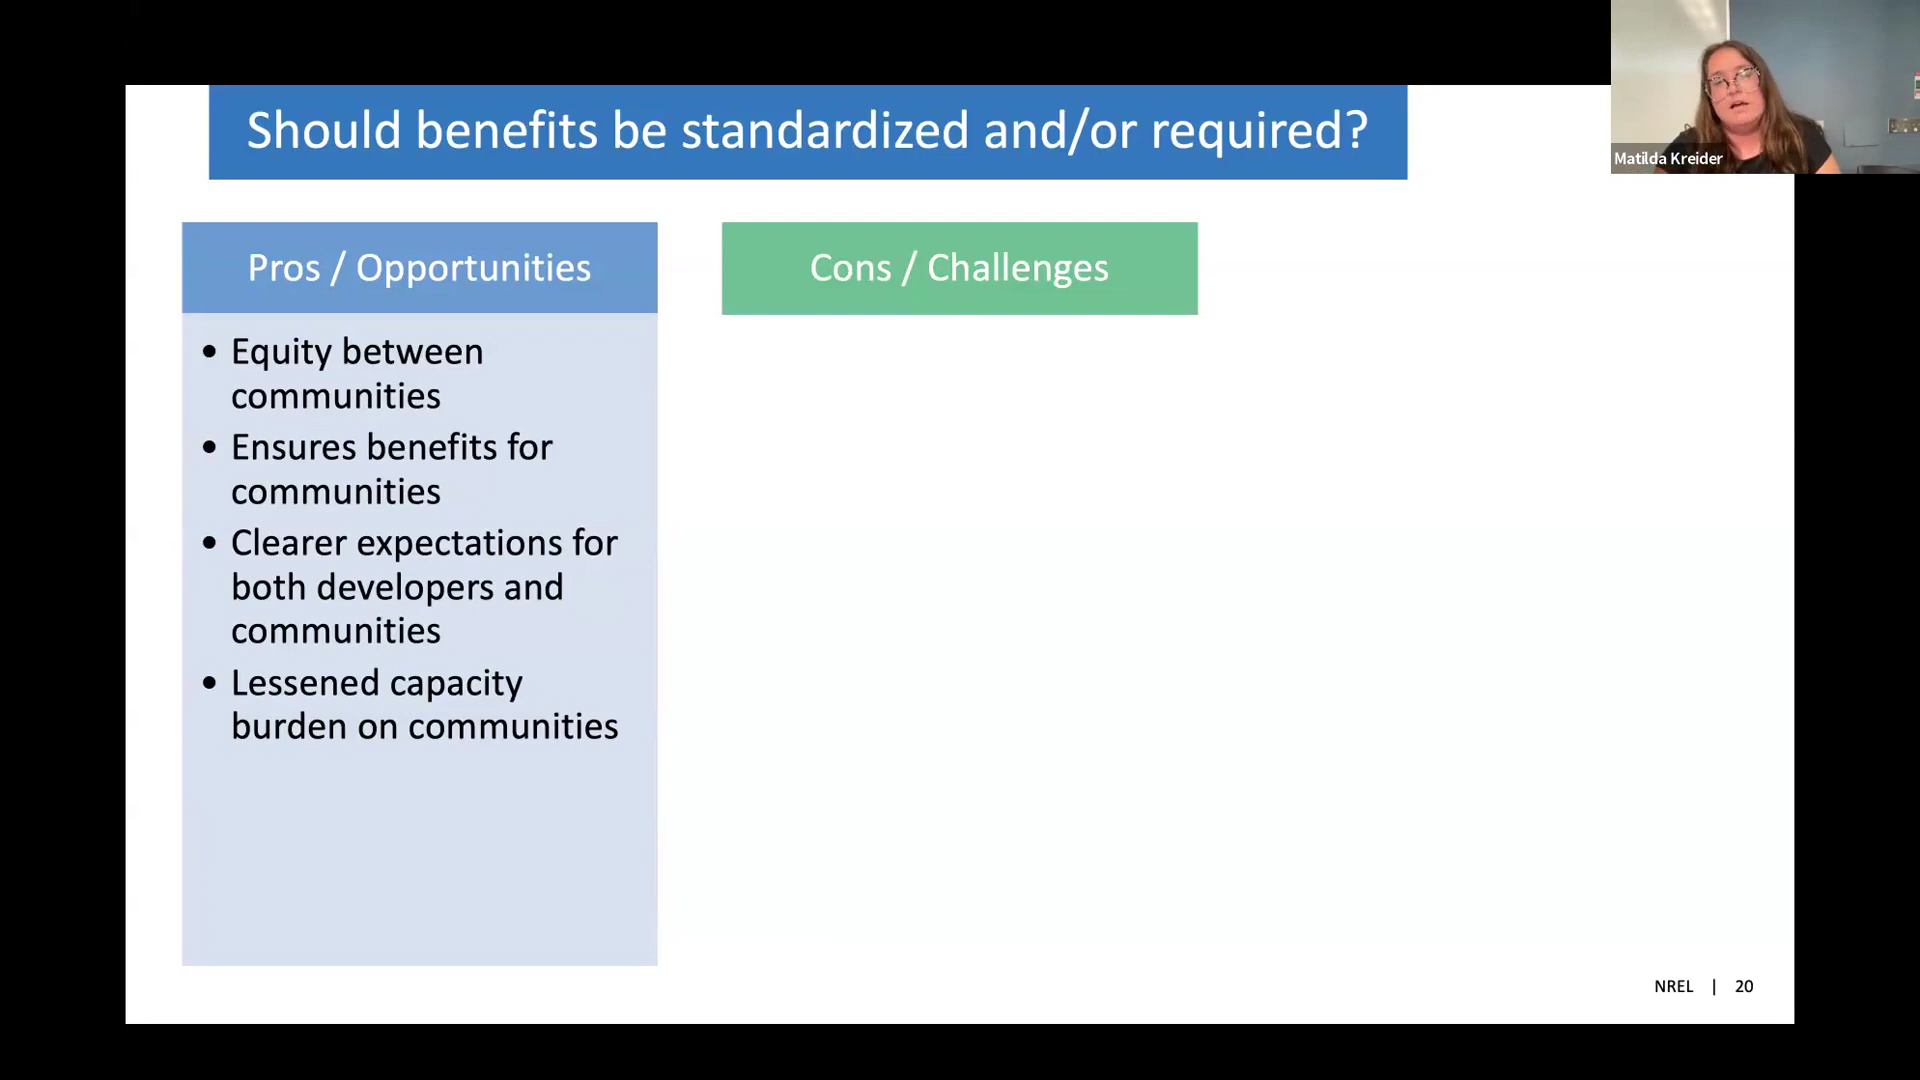 Should benefits be standardized and/or required?
Matilda Kreider
Pros / Opportunities
• Equity between
communities
• Ensures benefits for
communities
• Clearer expectations for
both developers and
communities
• Lessened capacity
burden on communities
Cons / Challenges
NREL | 20